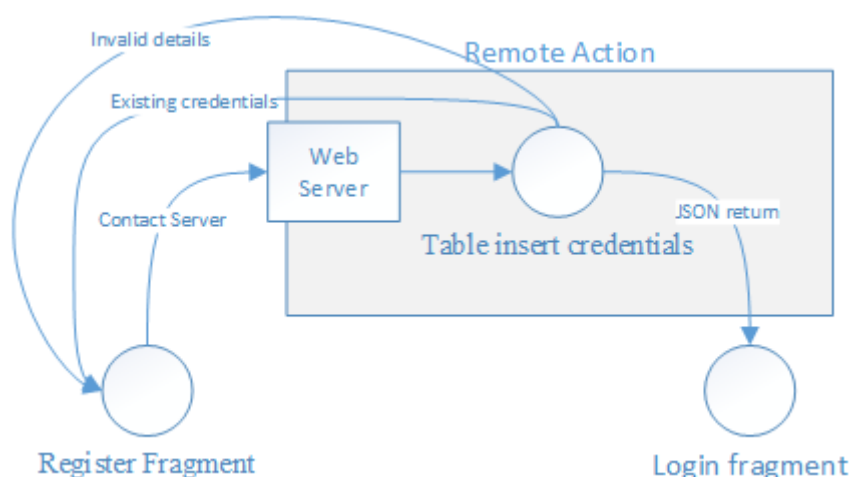 Invalid details
Remote Action
Existing credentials
Web
Server
Contact Server
JSON return
Table insert credentials
Register Fragment
Login fragment